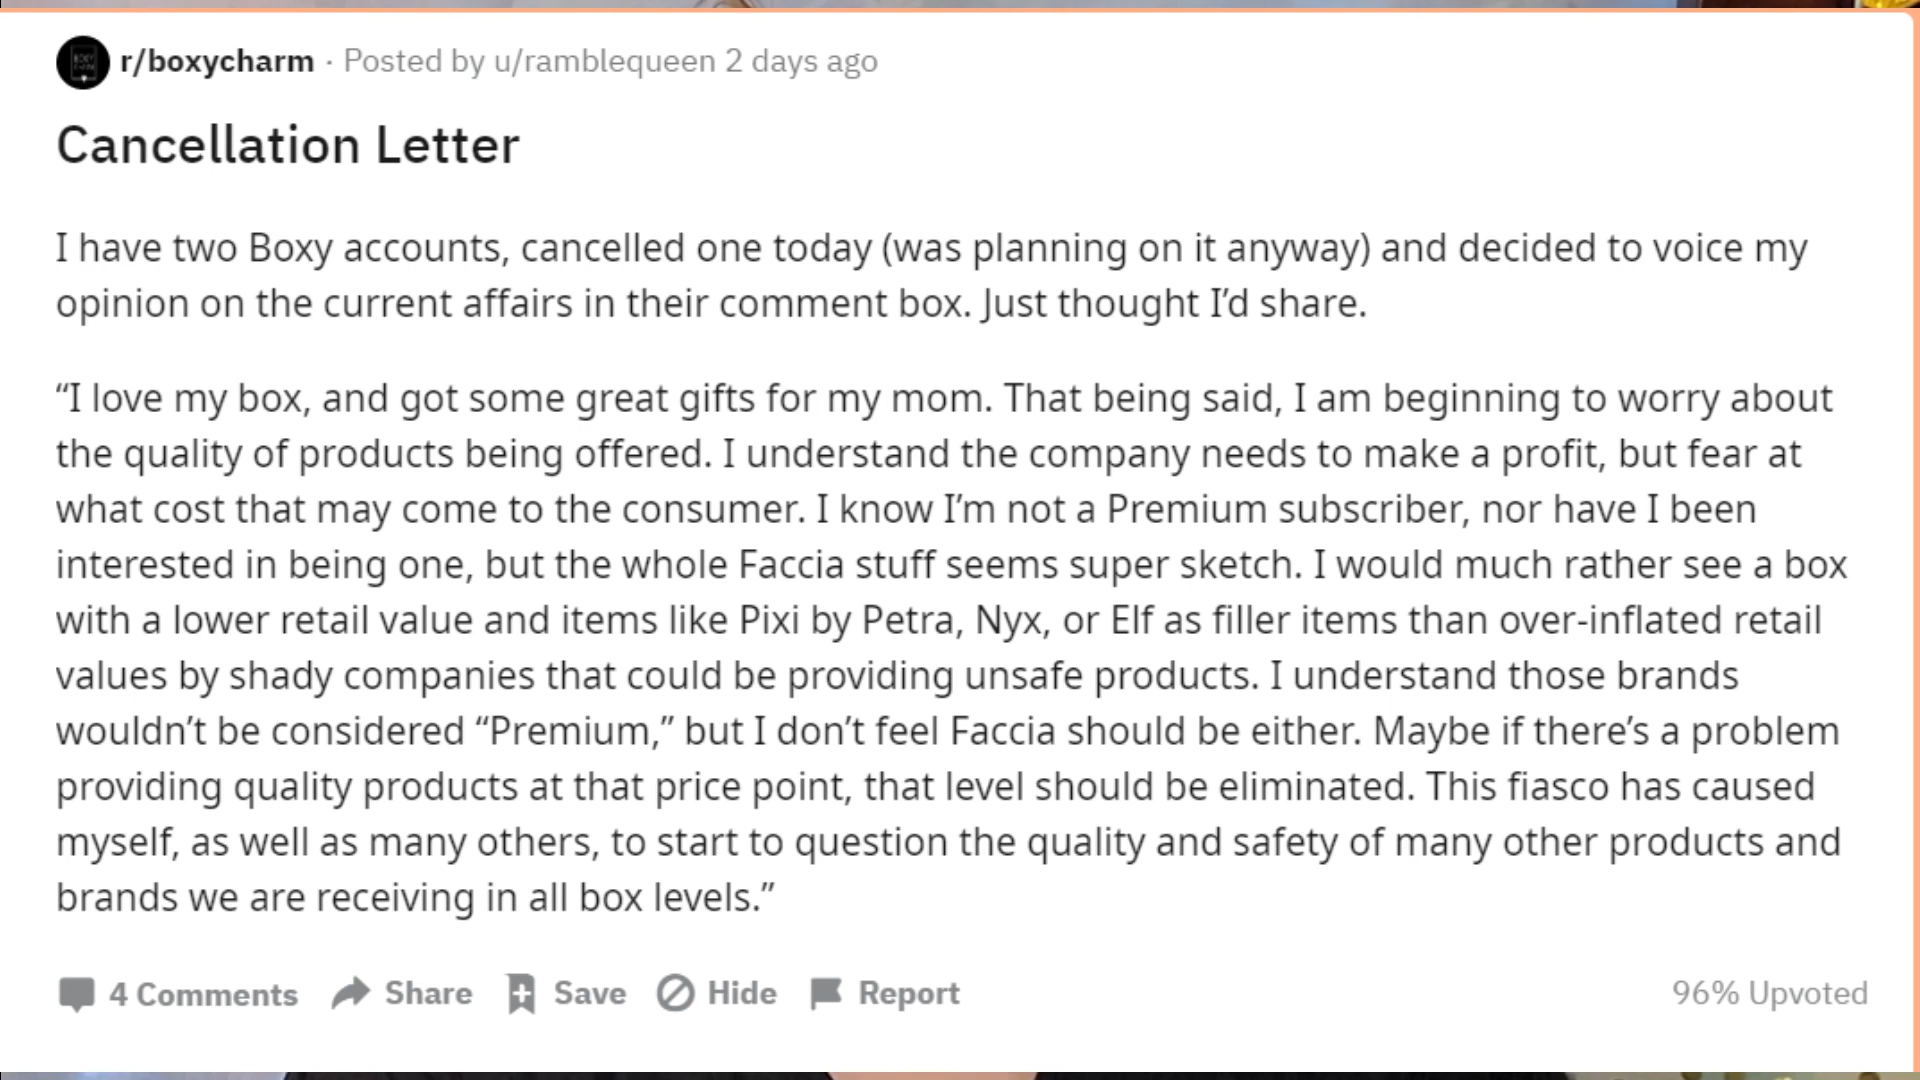 r/boxycharm · Posted by u/ramblequeen 2 days ago
Cancellation Letter
I have two Boxy accounts, cancelled one today (was planning on it anyway) and decided to voice my
opinion on the current affairs in their comment box. Just thought I’d share.
“I love my box, and got some great gifts for my mom. That being said, I am beginning to worry about
the quality of products being offered. I understand the company needs to make a profit, but fear at
what cost that may come to the consumer. I know I’m not a Premium subscriber, nor have I been
interested in being one, but the whole Faccia stuff seems super sketch. I would much rather see a box
with a lower retail value and items like Pixi by Petra, Nyx, or Elf as filler items than over-inflated retail
values by shady companies that could be providing unsafe products. I understand those brands
wouldn’t be considered “Premium,” but I don’t feel Faccia should be either. Maybe if there’s a problem
providing quality products at that price point, that level should be eliminated. This fiasco has caused
myself, as well as many others, to start to question the quality and safety of many other products and
brands we are receiving in all box levels.”
4 Comments Share Save Hide Report 96% Upvoted